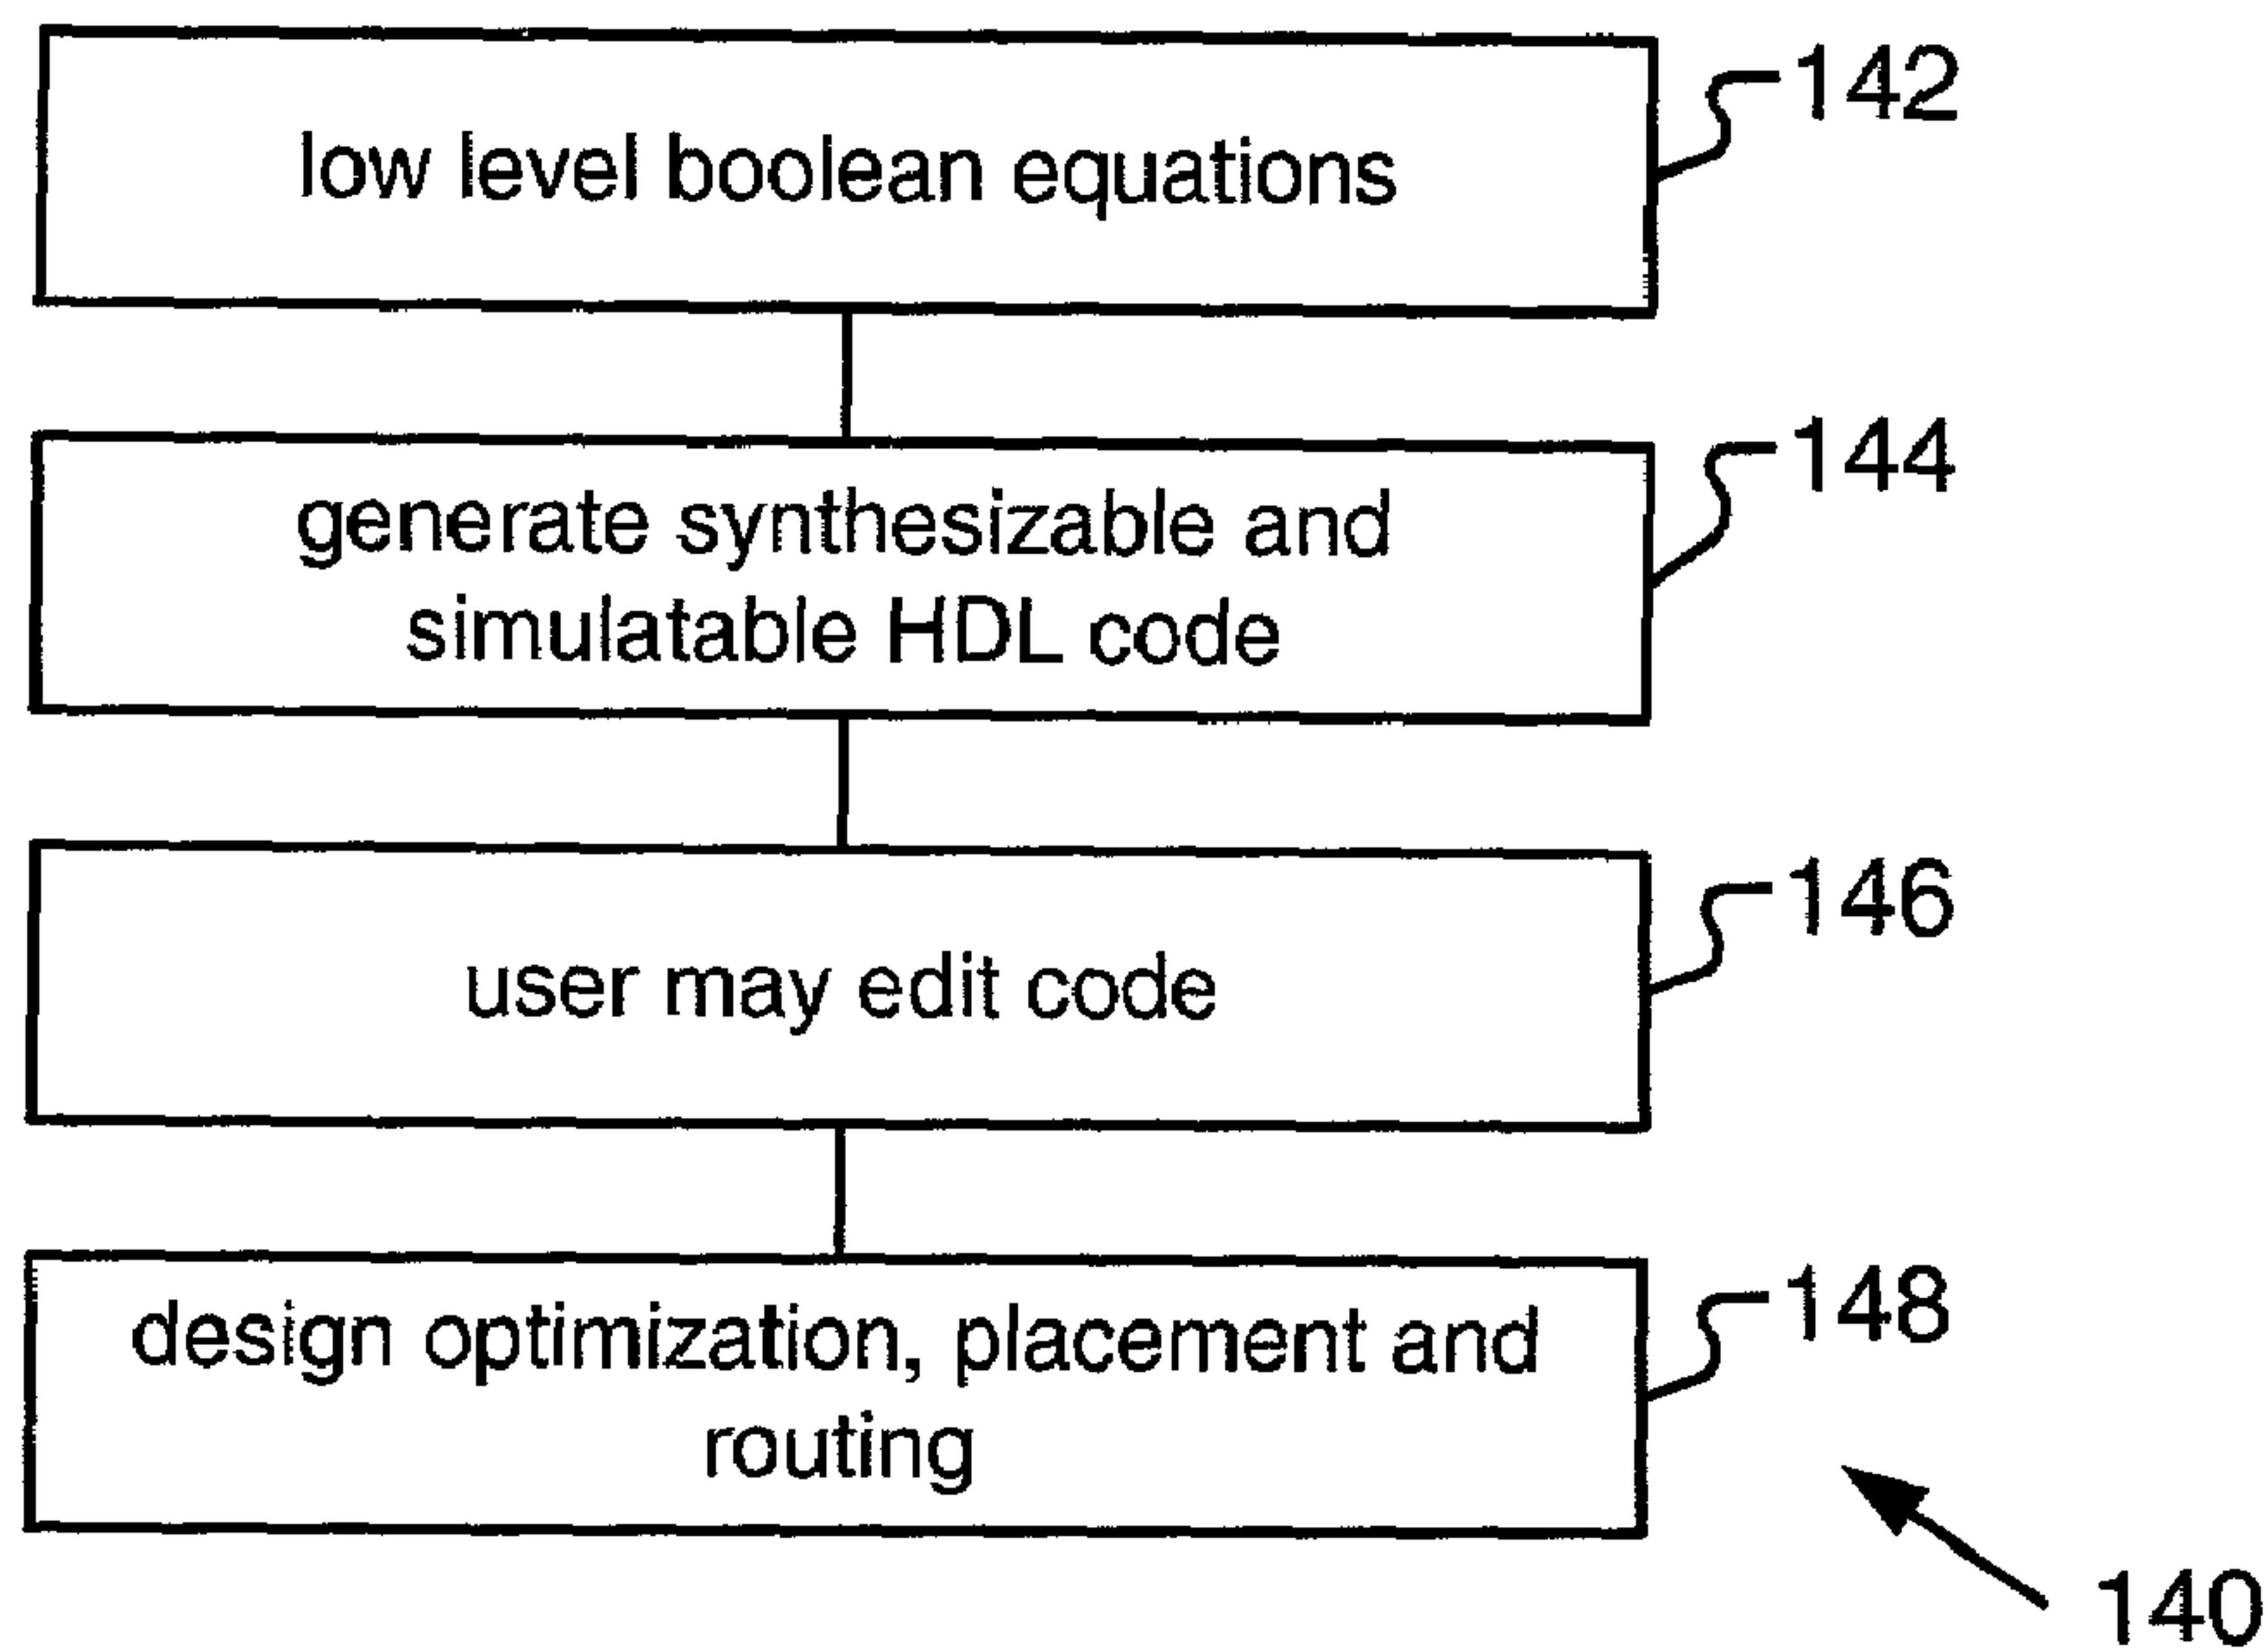 low level boolean equations
142
generate synthesizable and
simulatable HDL code
144
user may edit code
146
design optimization, placement and
routing
148
140